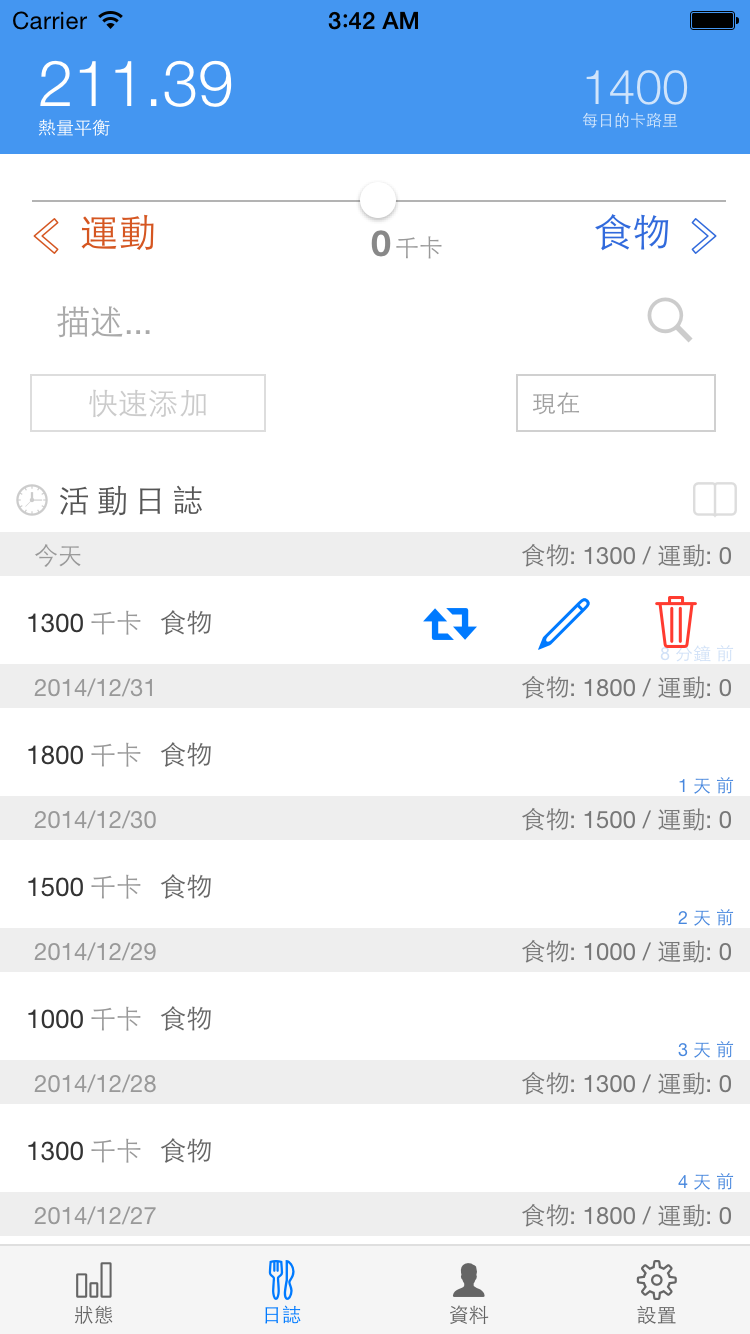 Carrier 3:42 AM
211.39 1400
熱量平衡 每日的卡路里
運動 食物
0 千卡
描述...
快速添加 現在
活動日誌
今天 食物: 1300 / 運動: 0
1300 千卡 食物
8 分鐘 前
2014/12/31 食物: 1800 / 運動: 0
1800 千卡 食物
1 天 前
2014/12/30 食物: 1500 / 運動: 0
1500 千卡 食物
2 天 前
2014/12/29 食物: 1000 / 運動: 0
1000 千卡 食物
3 天 前
2014/12/28 食物: 1300 / 運動: 0
1300 千卡 食物
4 天 前
2014/12/27 食物: 1800 / 運動: 0
狀態 日誌 資料 設置